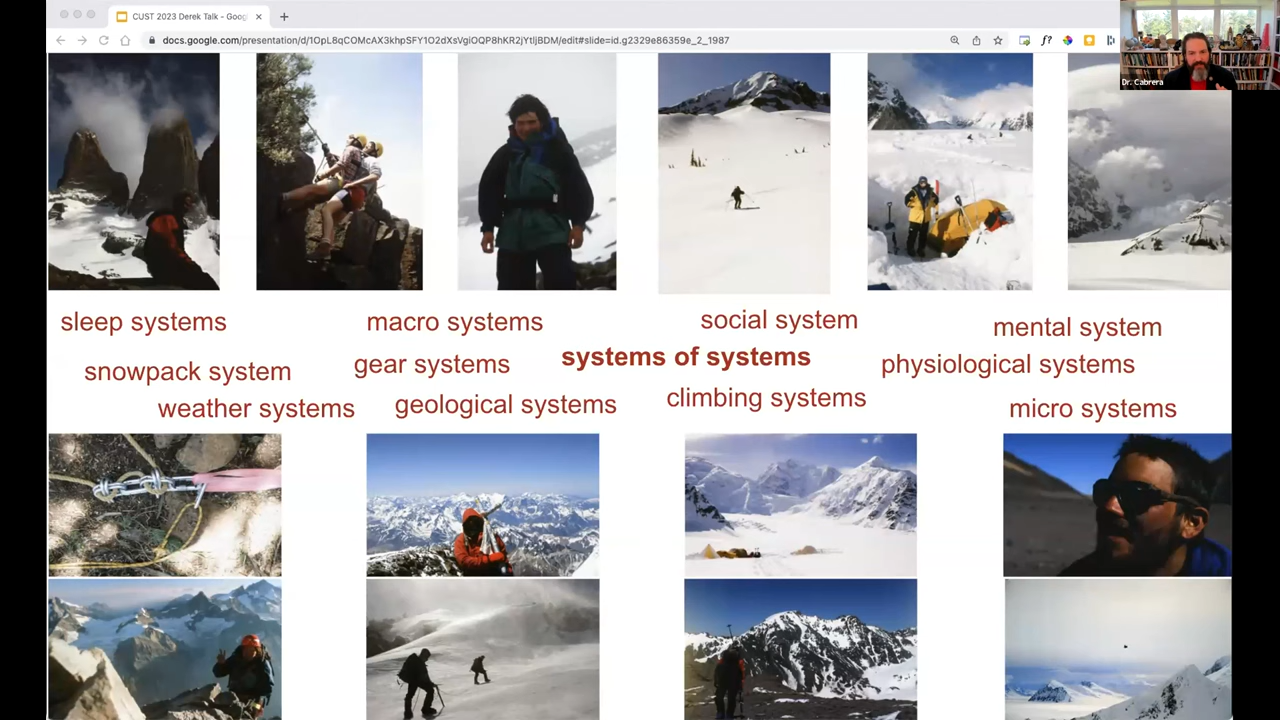 CUST 2023 Derek Talk - Goog
docs.google.com/presentation/d/1OpL8qCOMcAX3khpSFY1O2dXsVgiOQP8hKR2jYtljBDM/edit#slide=id.g2329e86359e_2_1987
f?
Dr. Cabrera
sleep systems
macro systems
social system
mental system
snowpack system
gear systems
systems of systems
physiological systems
weather systems
geological systems
climbing systems
micro systems